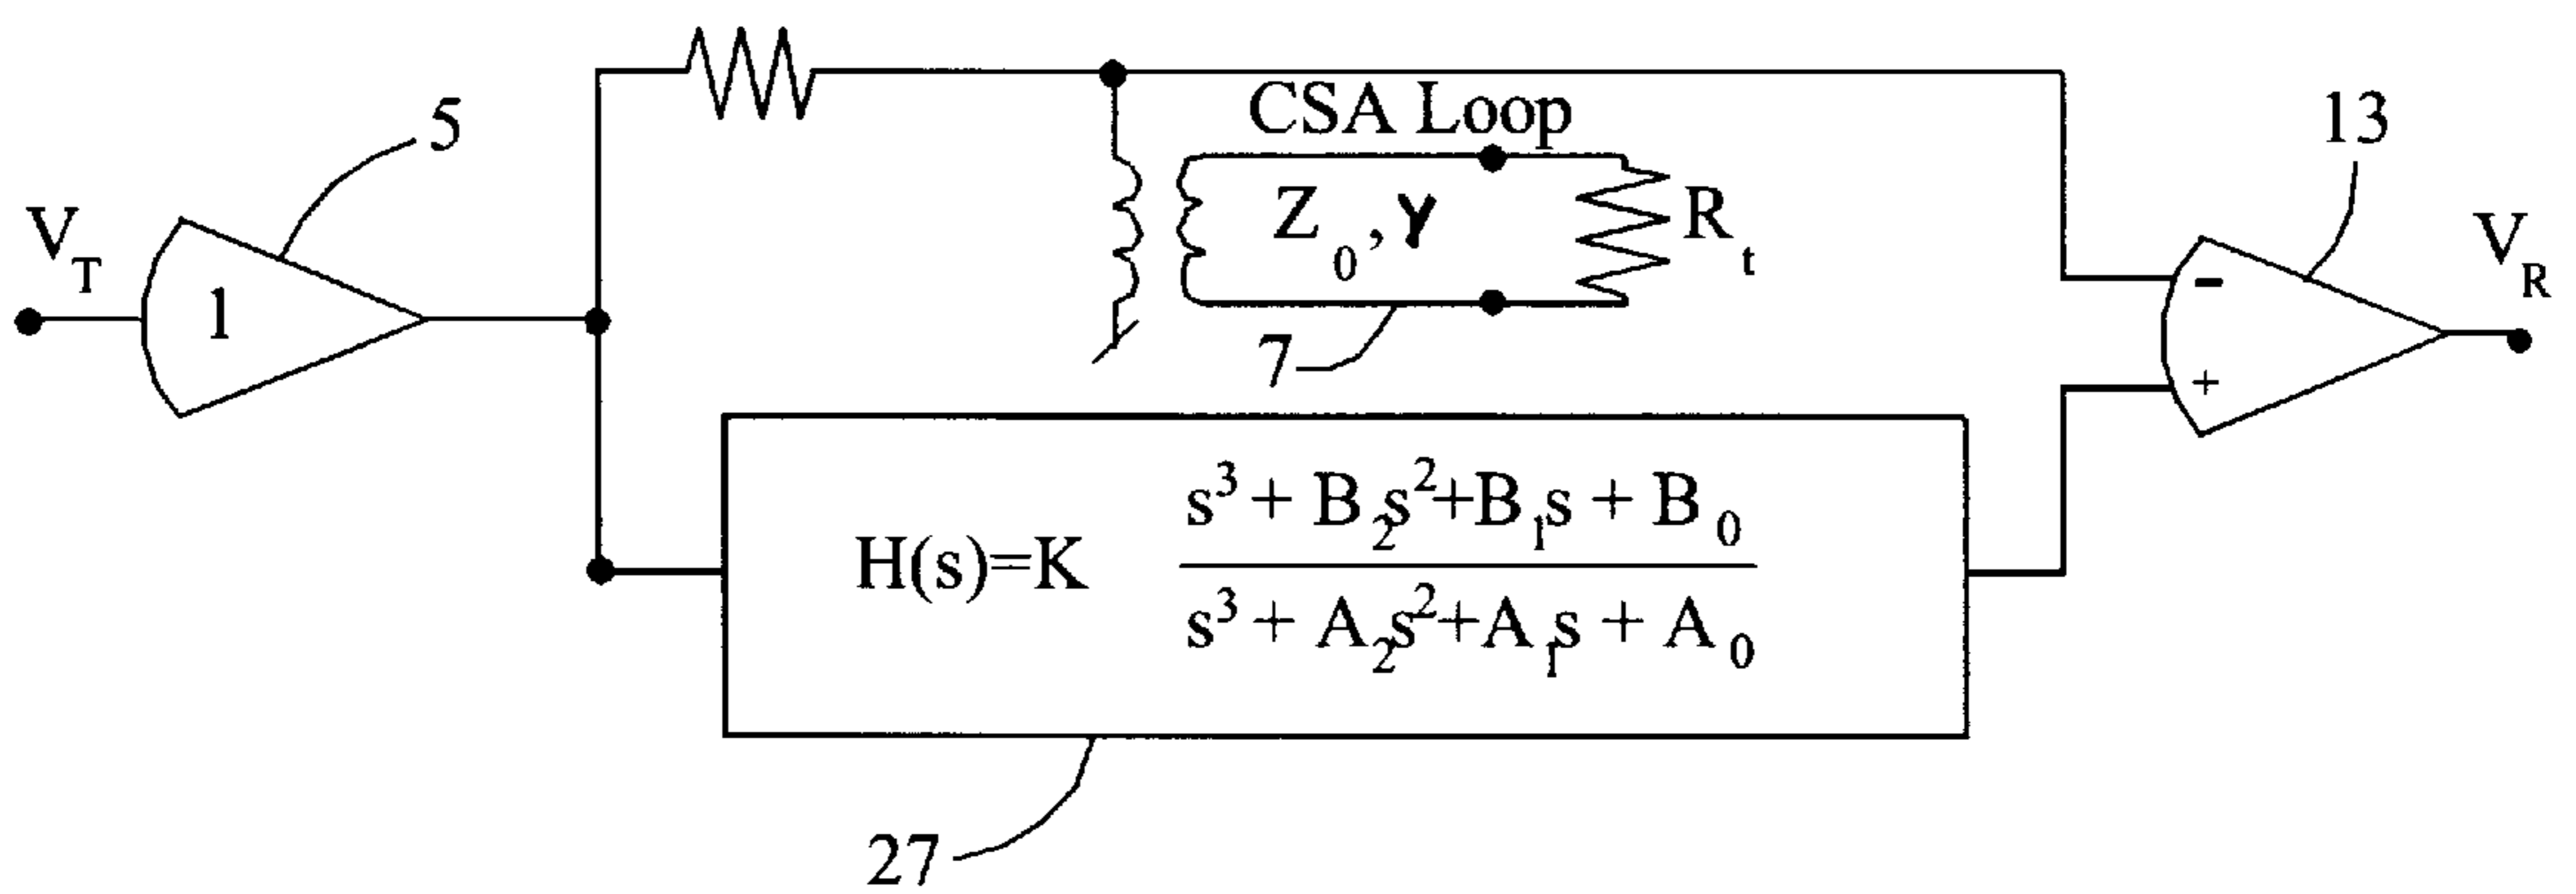 5
CSA Loop
13
V_T
1
Z_0, γ
R_t
-
+
V_R
7
H(s)=K (s^3 + B_2s^2+B_1s + B_0)/(s^3 + A_2s^2+A_1s + A_0)
27